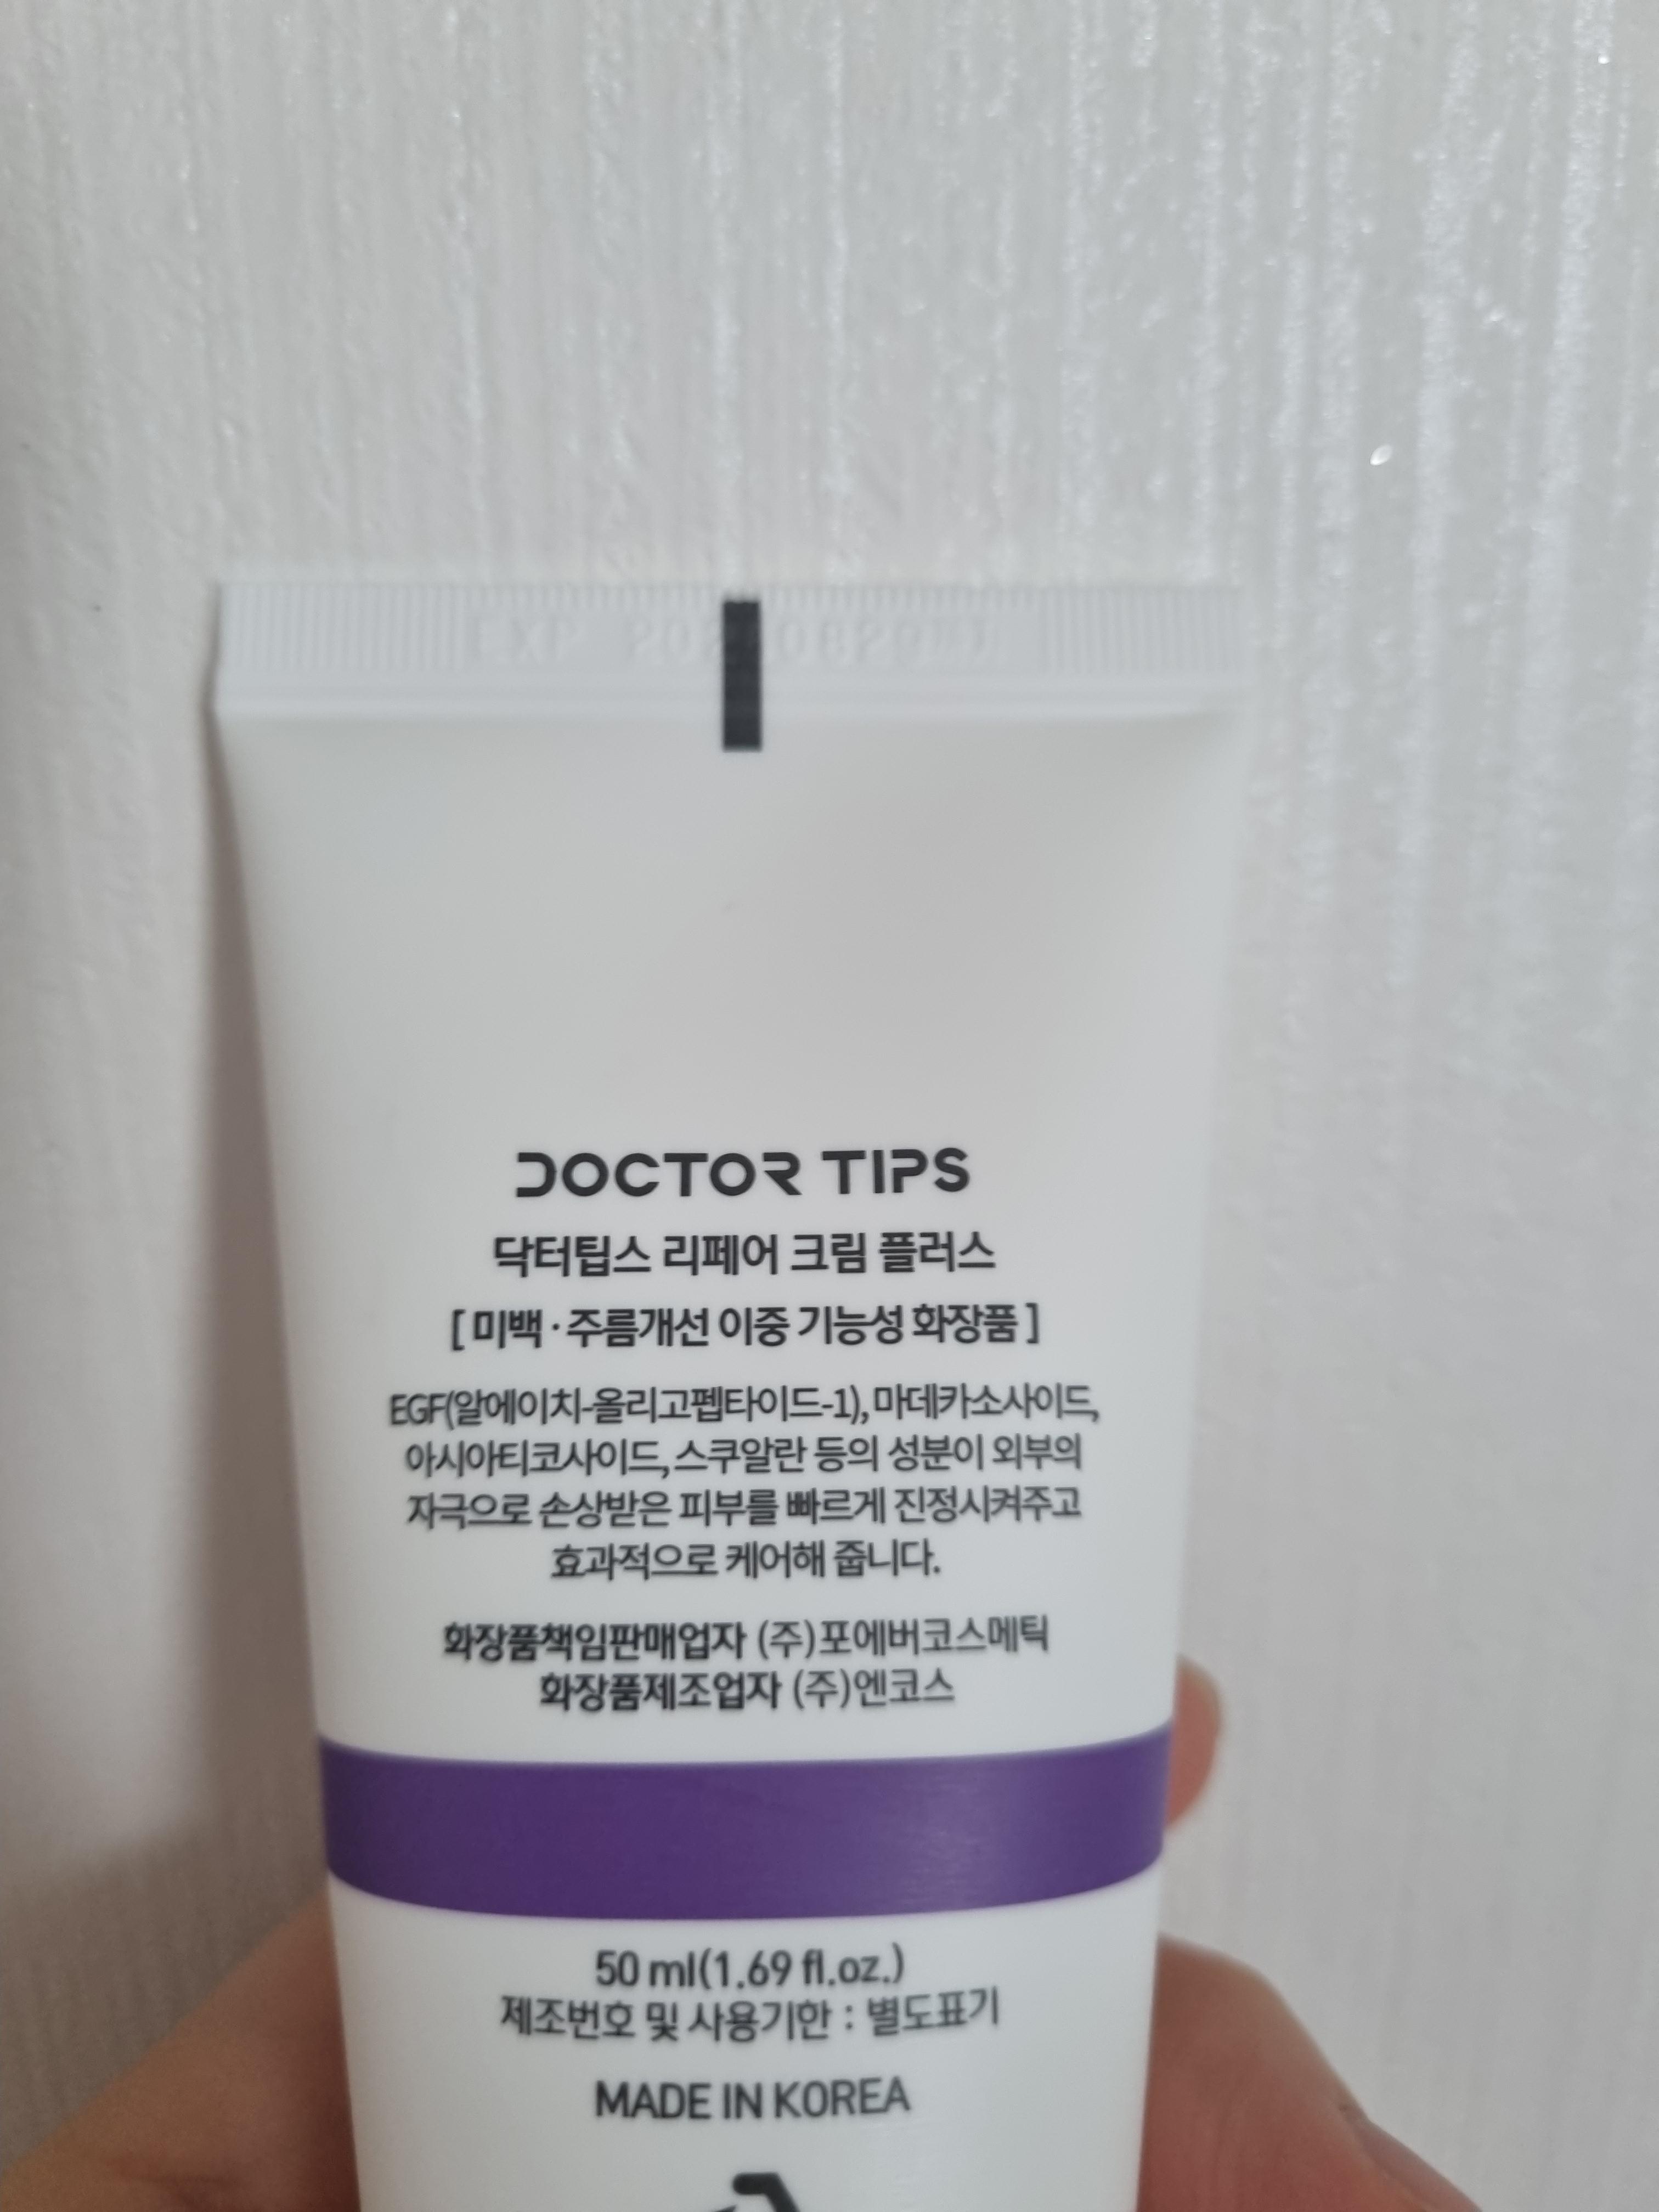 DOCTOR TIPS
닥터팁스 리페어 크림 플러스
[ 미백 · 주름개선 이중 기능성 화장품 ]
EGF(알에이치-올리고펩타이드-1), 마데카소사이드,
아시아티코사이드, 스쿠알란 등의 성분이 외부의
자극으로 손상받은 피부를 빠르게 진정시켜주고
효과적으로 케어해 줍니다.
화장품책임판매업자 (주)포에버코스메틱
화장품제조업자 (주)엔코스
50 ml(1.69 fl.oz.)
제조번호 및 사용기한 : 별도표기
MADE IN KOREA